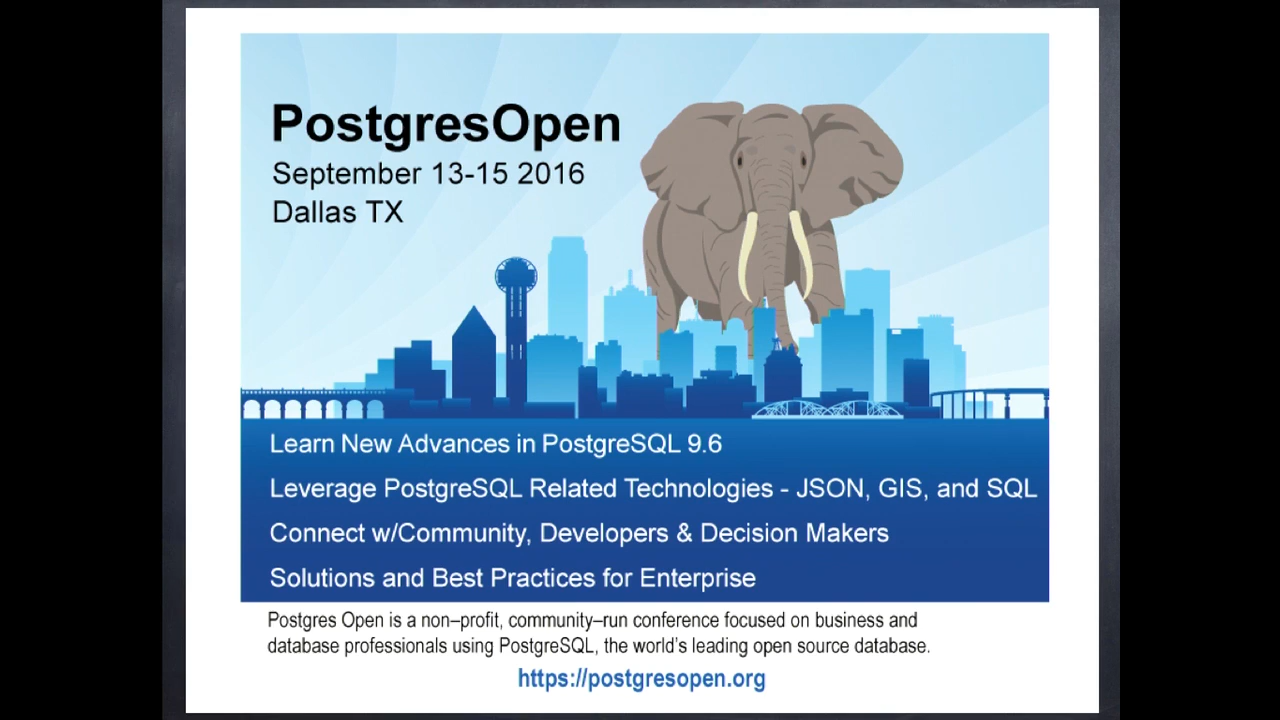 PostgresOpen
September 13-15 2016
Dallas TX
Learn New Advances in PostgreSQL 9.6
Leverage PostgreSQL Related Technologies - JSON, GIS, and SQL
Connect w/Community, Developers & Decision Makers
Solutions and Best Practices for Enterprise
Postgres Open is a non–profit, community–run conference focused on business and
database professionals using PostgreSQL, the world's leading open source database.
https://postgresopen.org